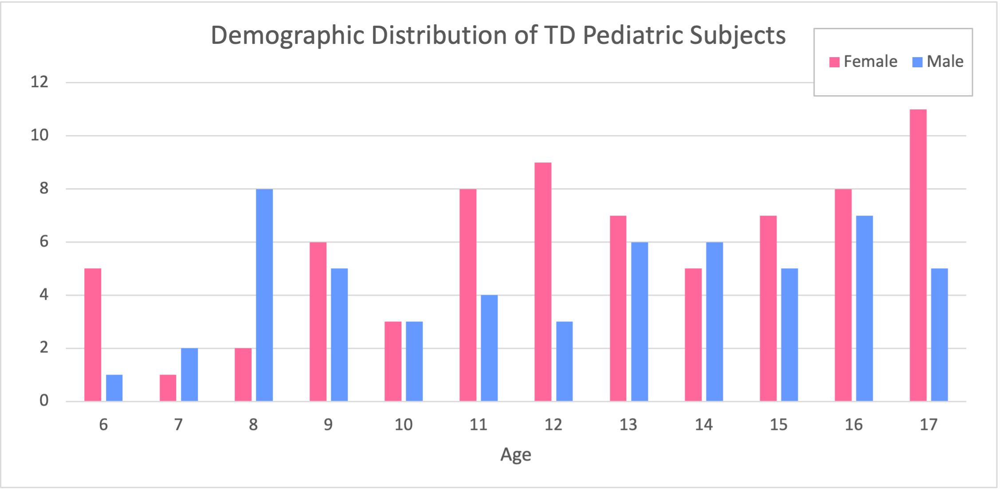 Demographic Distribution of TD Pediatric Subjects
Female Male
12
10
8
6
4
2
0
6 7 8 9 10 11 12 13 14 15 16 17
Age